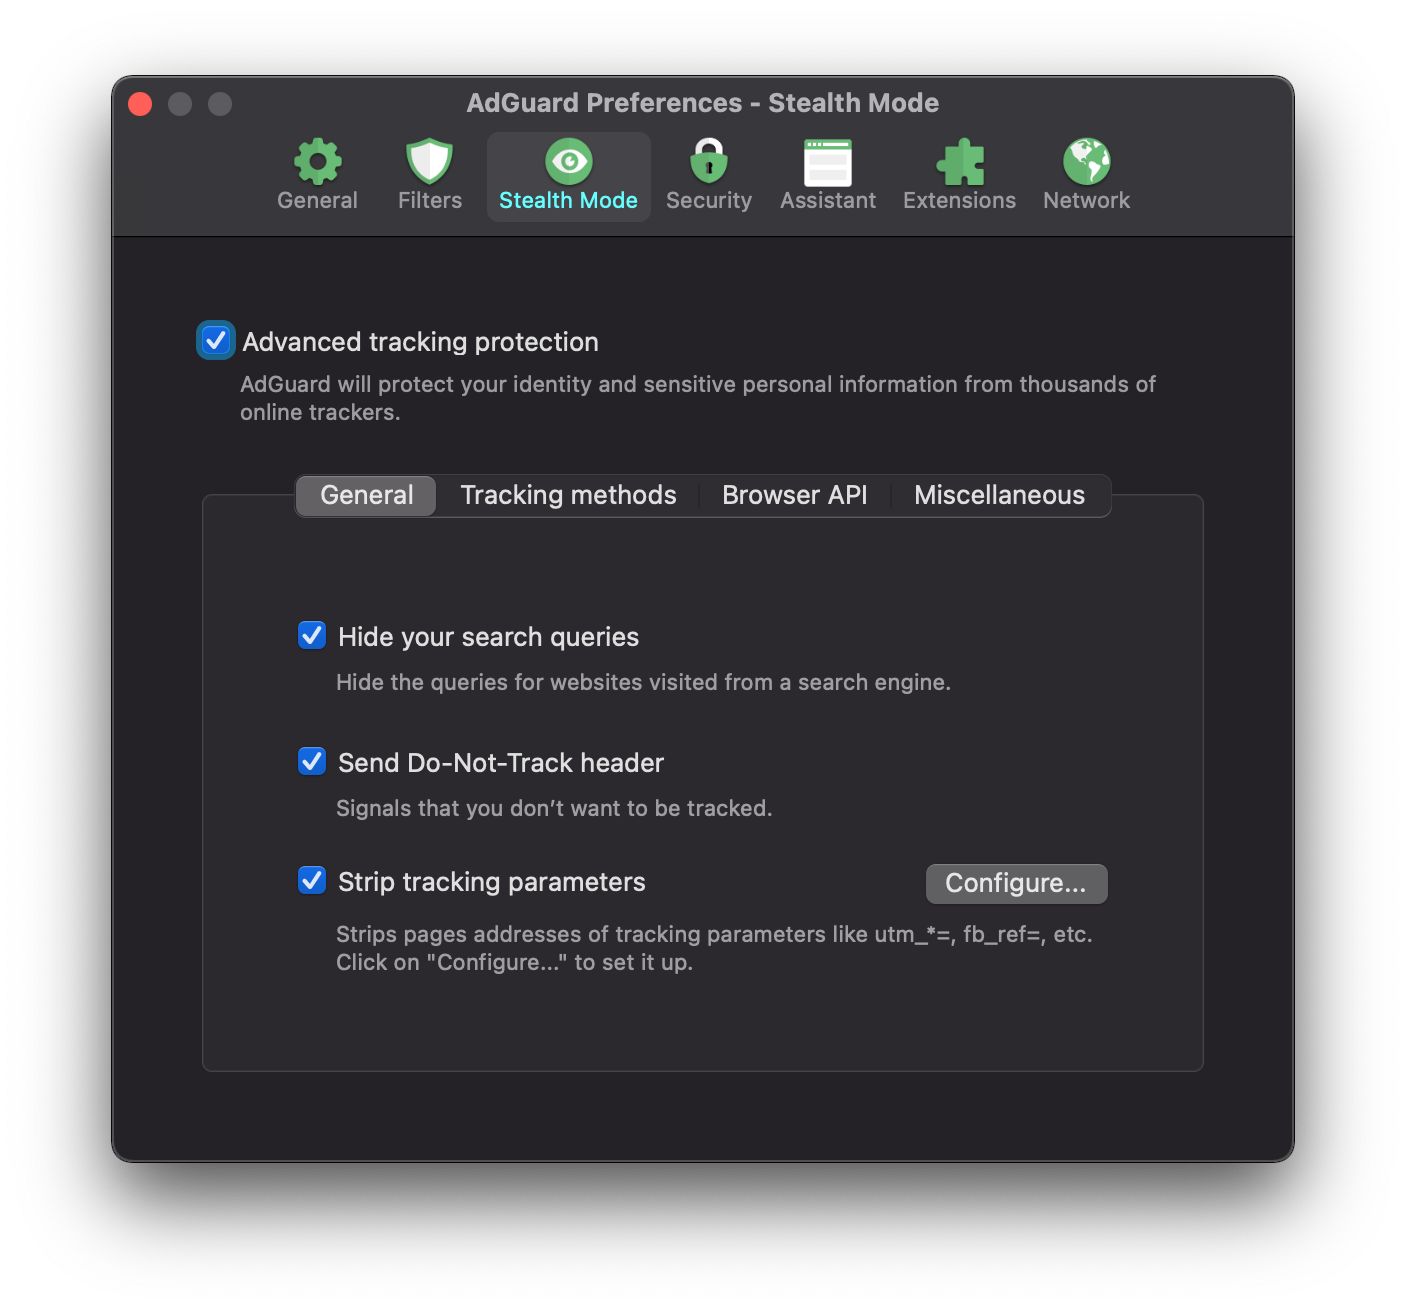 AdGuard Preferences - Stealth Mode
General Filters Stealth Mode Security Assistant Extensions Network
Advanced tracking protection
AdGuard will protect your identity and sensitive personal information from thousands of
online trackers.
General Tracking methods Browser API Miscellaneous
Hide your search queries
Hide the queries for websites visited from a search engine.
Send Do-Not-Track header
Signals that you don’t want to be tracked.
Strip tracking parameters Configure...
Strips pages addresses of tracking parameters like utm_*=, fb_ref=, etc.
Click on "Configure..." to set it up.